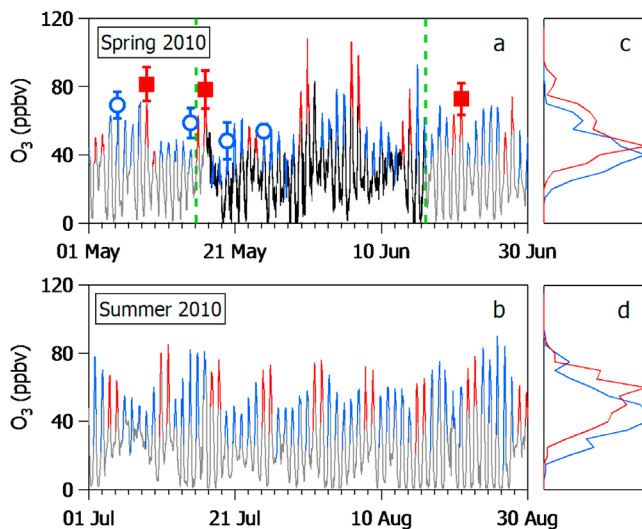 Spring 2010
a
c
O3 (ppbv)
120
80
40
0
01 May
21 May
10 Jun
30 Jun
Summer 2010
b
d
O3 (ppbv)
120
80
40
0
01 Jul
21 Jul
10 Aug
30 Aug